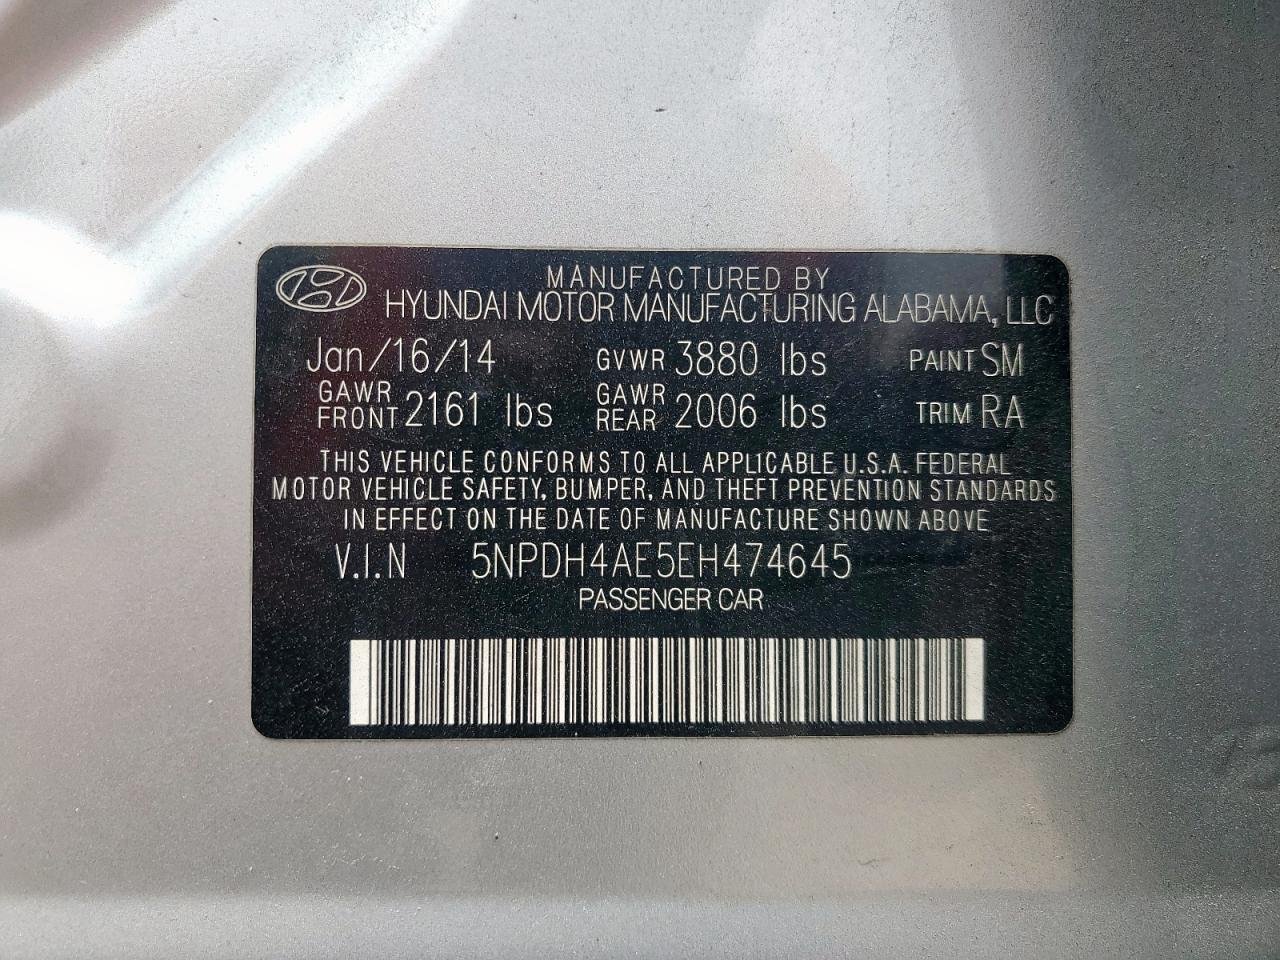 MANUFACTURED BY
HYUNDAI MOTOR MANUFACTURING ALABAMA, LLC
Jan/16/14 GVWR 3880 lbs PAINT SM
GAWR FRONT 2161 lbs GAWR REAR 2006 lbs TRIM RA
THIS VEHICLE CONFORMS TO ALL APPLICABLE U.S.A. FEDERAL
MOTOR VEHICLE SAFETY, BUMPER, AND THEFT PREVENTION STANDARDS
IN EFFECT ON THE DATE OF MANUFACTURE SHOWN ABOVE
V.I.N 5NPDH4AE5EH474645
PASSENGER CAR